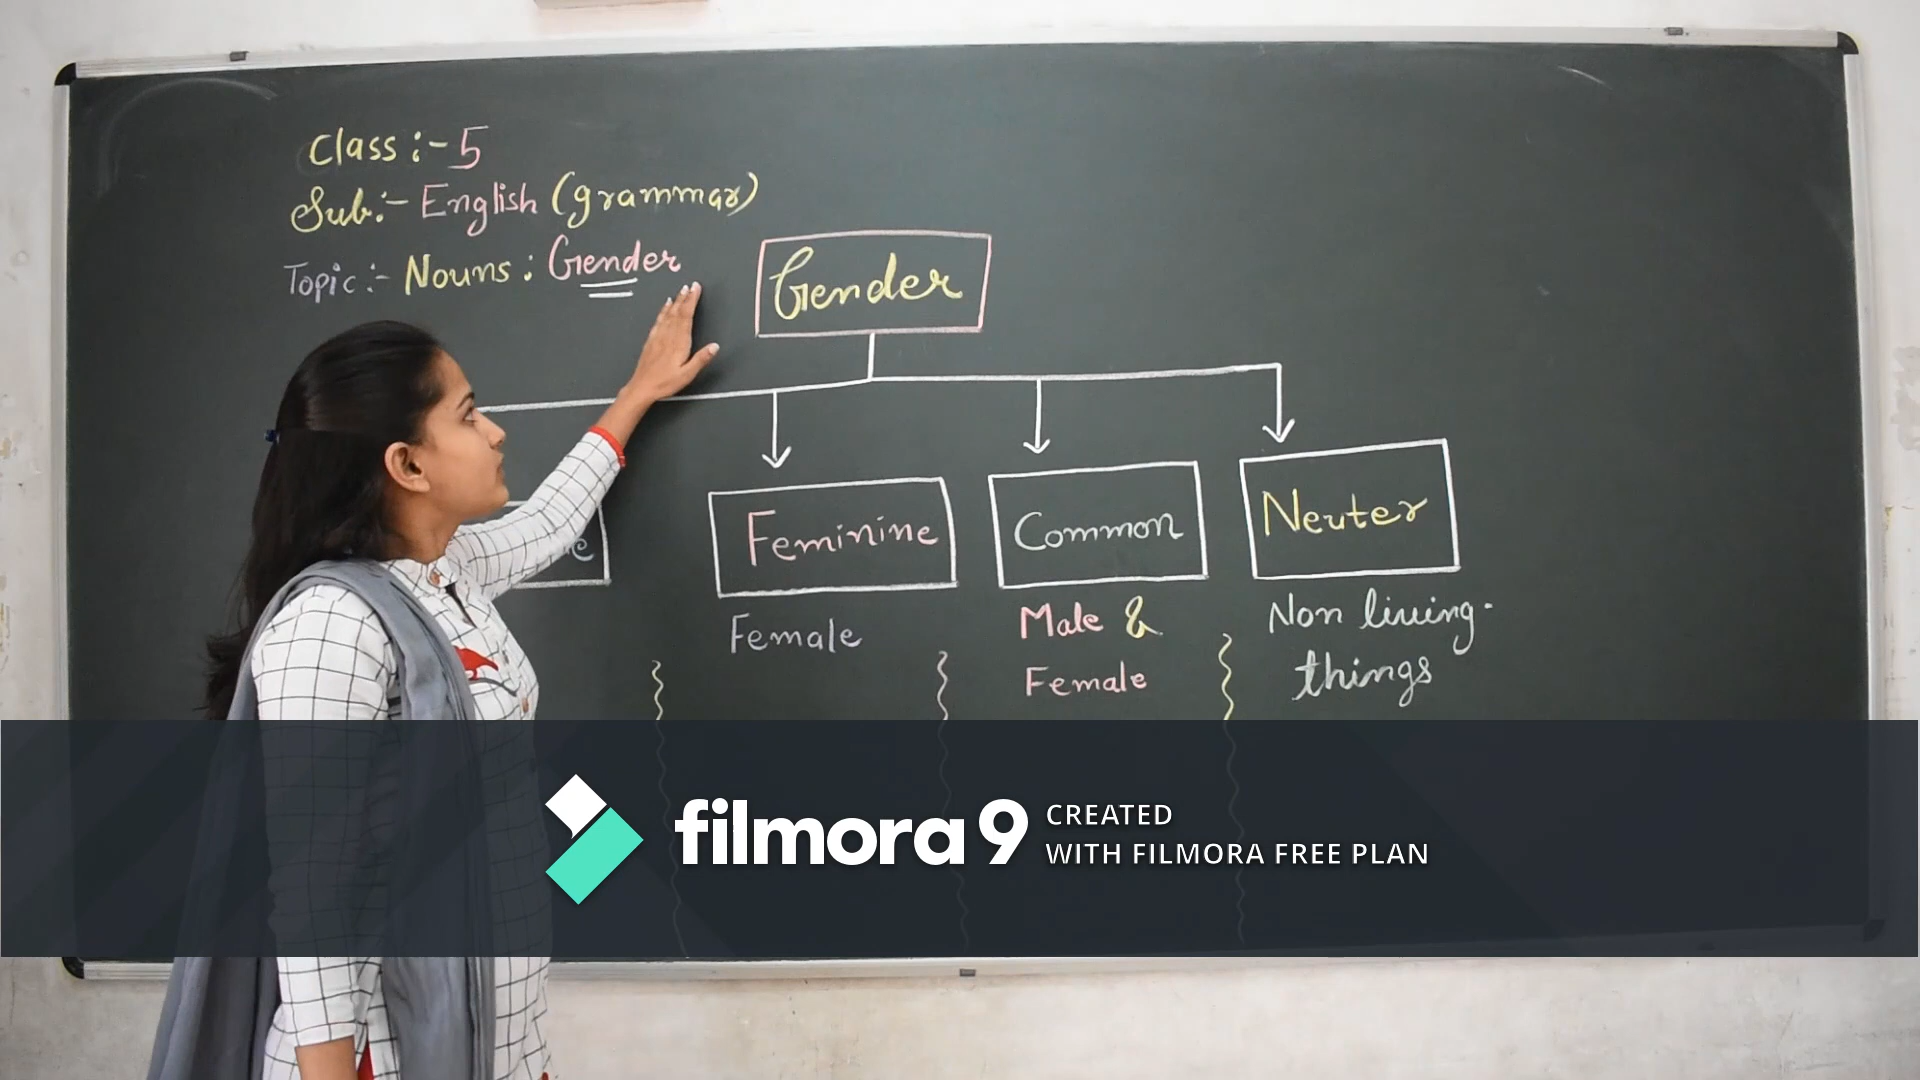 Class :- 5
Sub:- English (grammar)
Topic :- Nouns : Gender
Gender
Feminine
Common
Neuter
Female
Male &
Female
Non living
things
filmora 9
CREATED
WITH FILMORA FREE PLAN